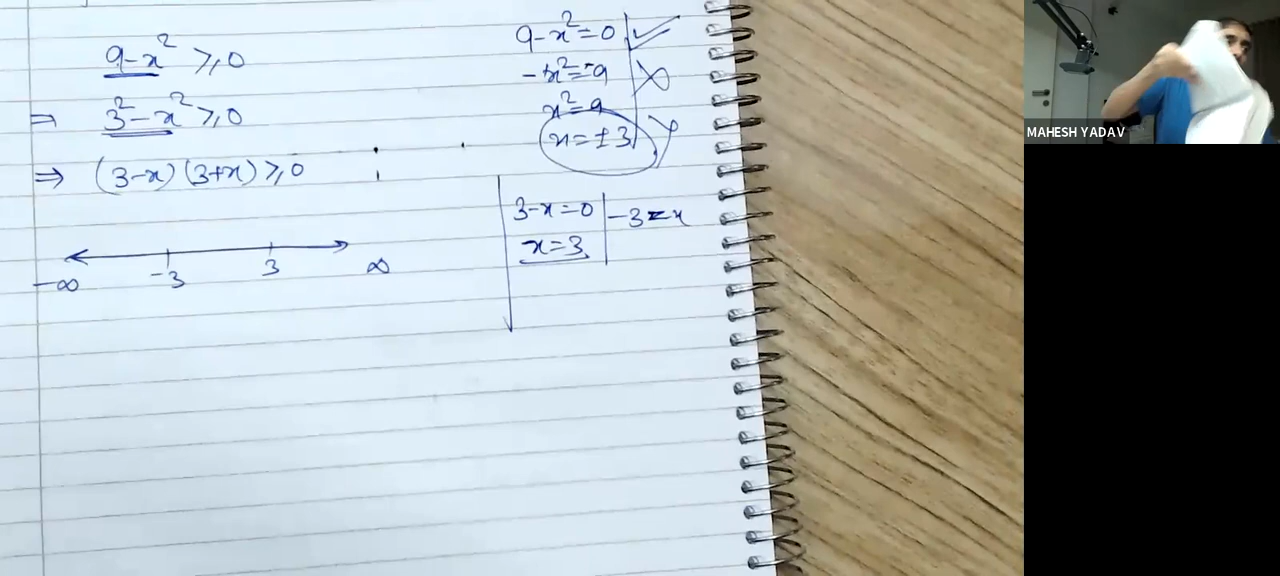 9-x² ≥ 0
⇒ 3²-x² ≥ 0
⇒ (3-x)(3+x) ≥ 0
-∞ -3 3 ∞
9-x²=0
-x²=-9
x²=9
x=±3
3-x=0
x=3
-3=x
MAHESH YADAV